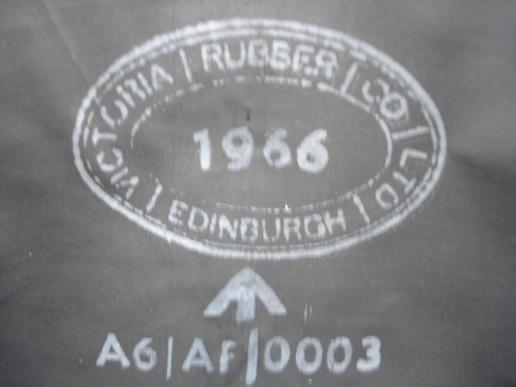 VICTORIA | RUBBER | CO | LTD | EDINBURGH |
1966
A6|AF|0003